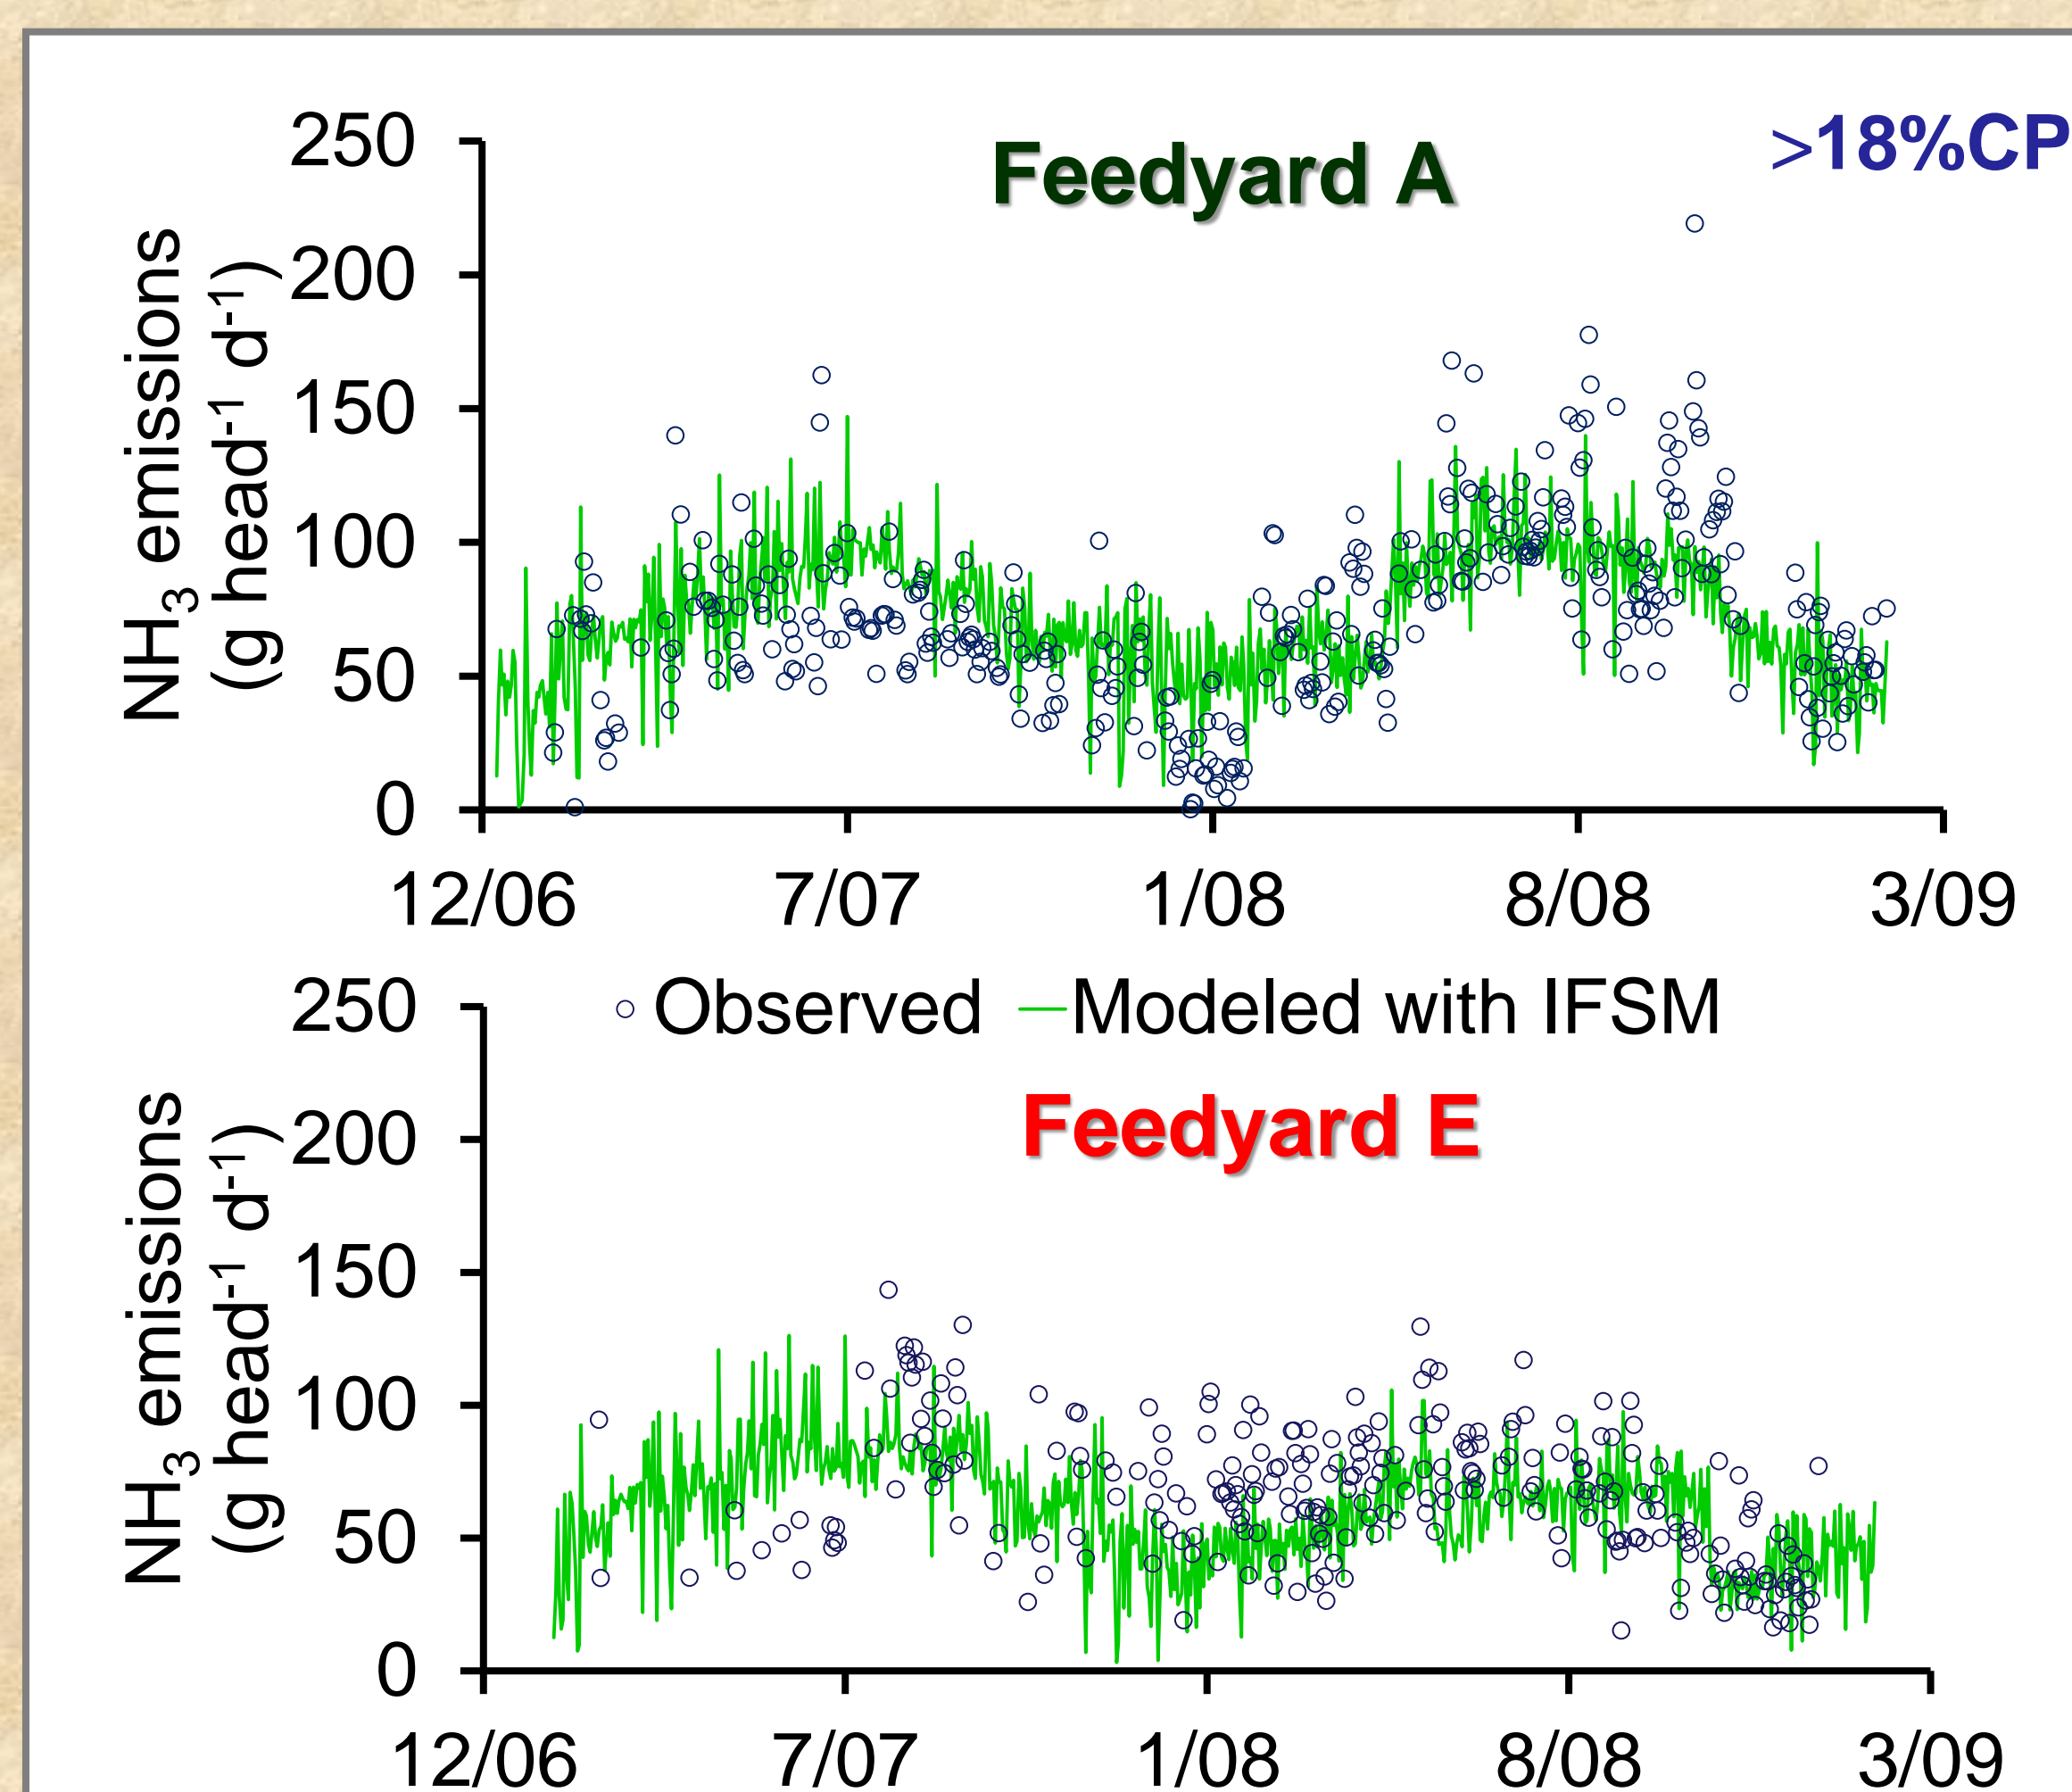 250
Feedyard A
>18%CP
200
150
100
50
0
NH₃ emissions
(g head⁻¹ d⁻¹)
12/06 7/07 1/08 8/08 3/09
Observed Modeled with IFSM
250
Feedyard E
200
150
100
50
0
NH₃ emissions
(g head⁻¹ d⁻¹)
12/06 7/07 1/08 8/08 3/09